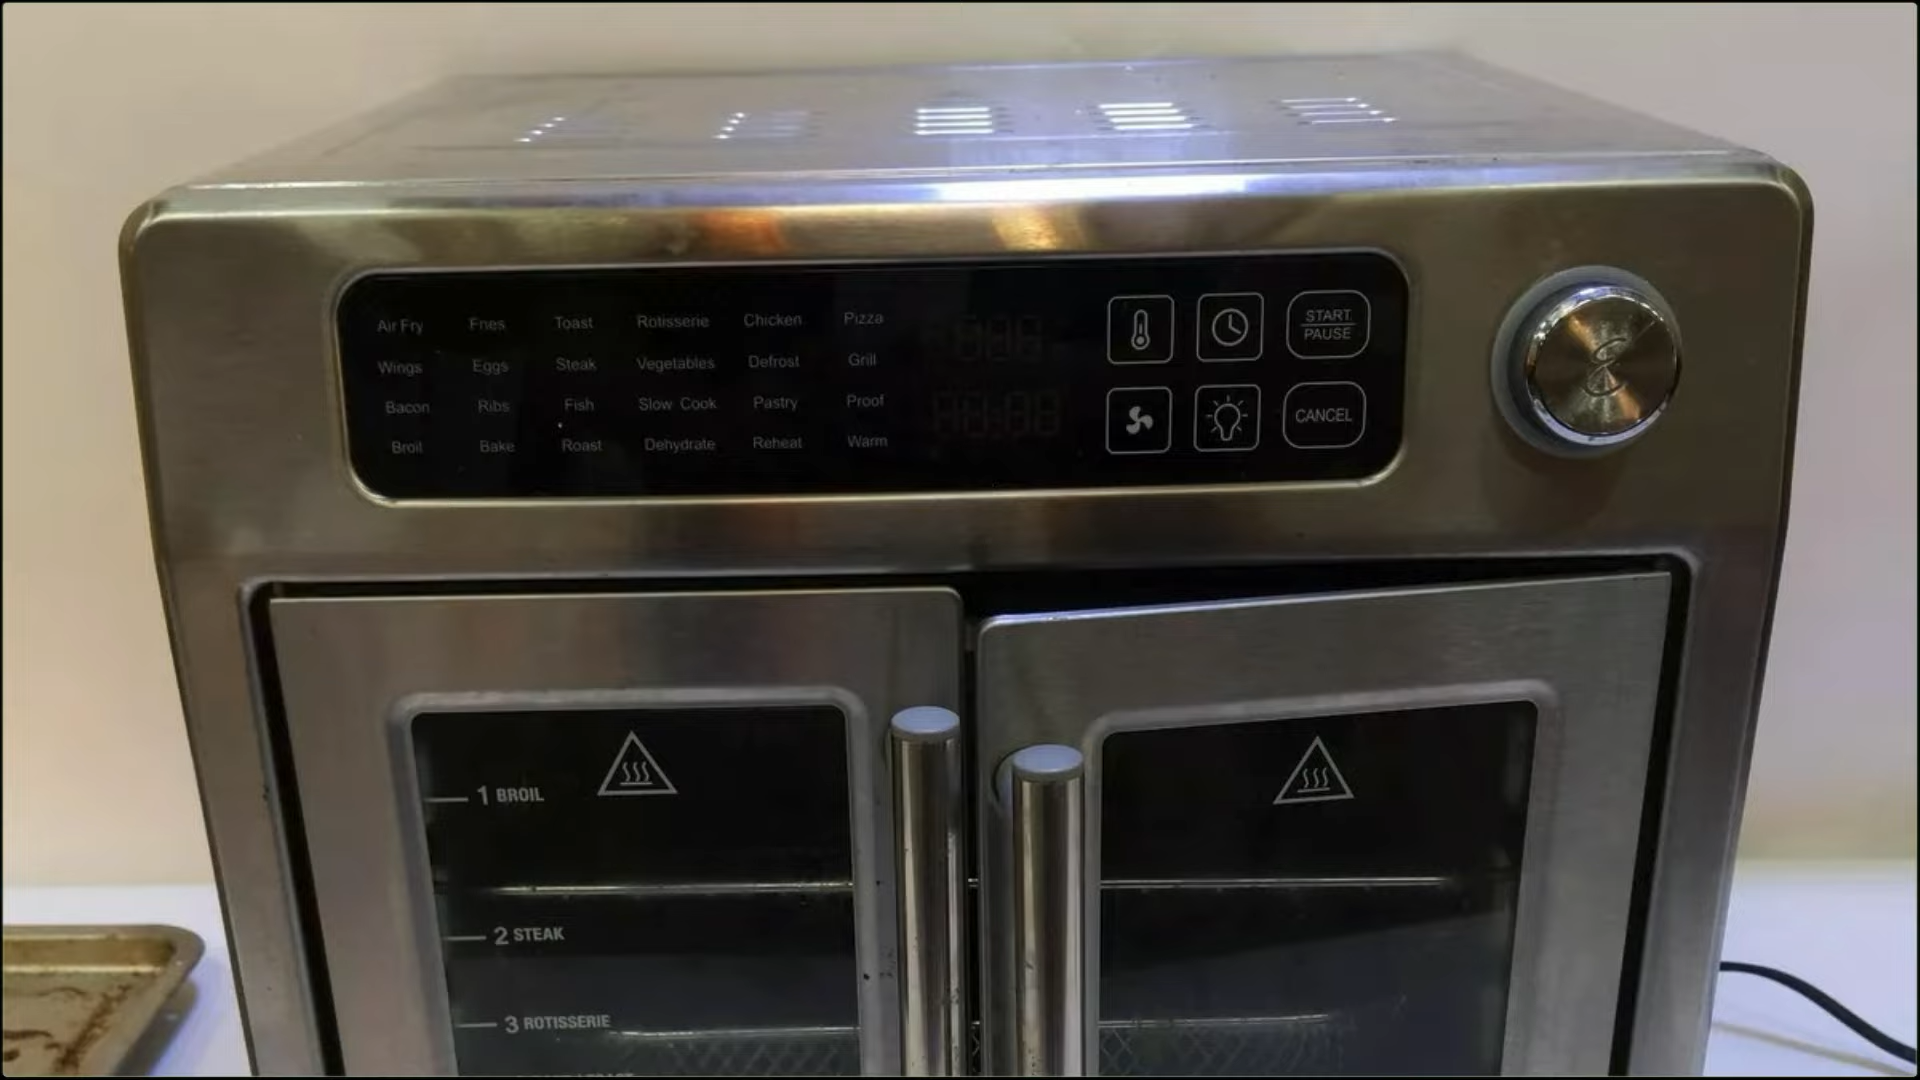 Air Fry Fries Toast Rotisserie Chicken Pizza
Wings Eggs Steak Vegetables Defrost Grill
Bacon Ribs Fish Slow Cook Pastry Proof
Broil Bake Roast Dehydrate Reheat Warm
START
PAUSE
CANCEL
1 BROIL
2 STEAK
3 ROTISSERIE